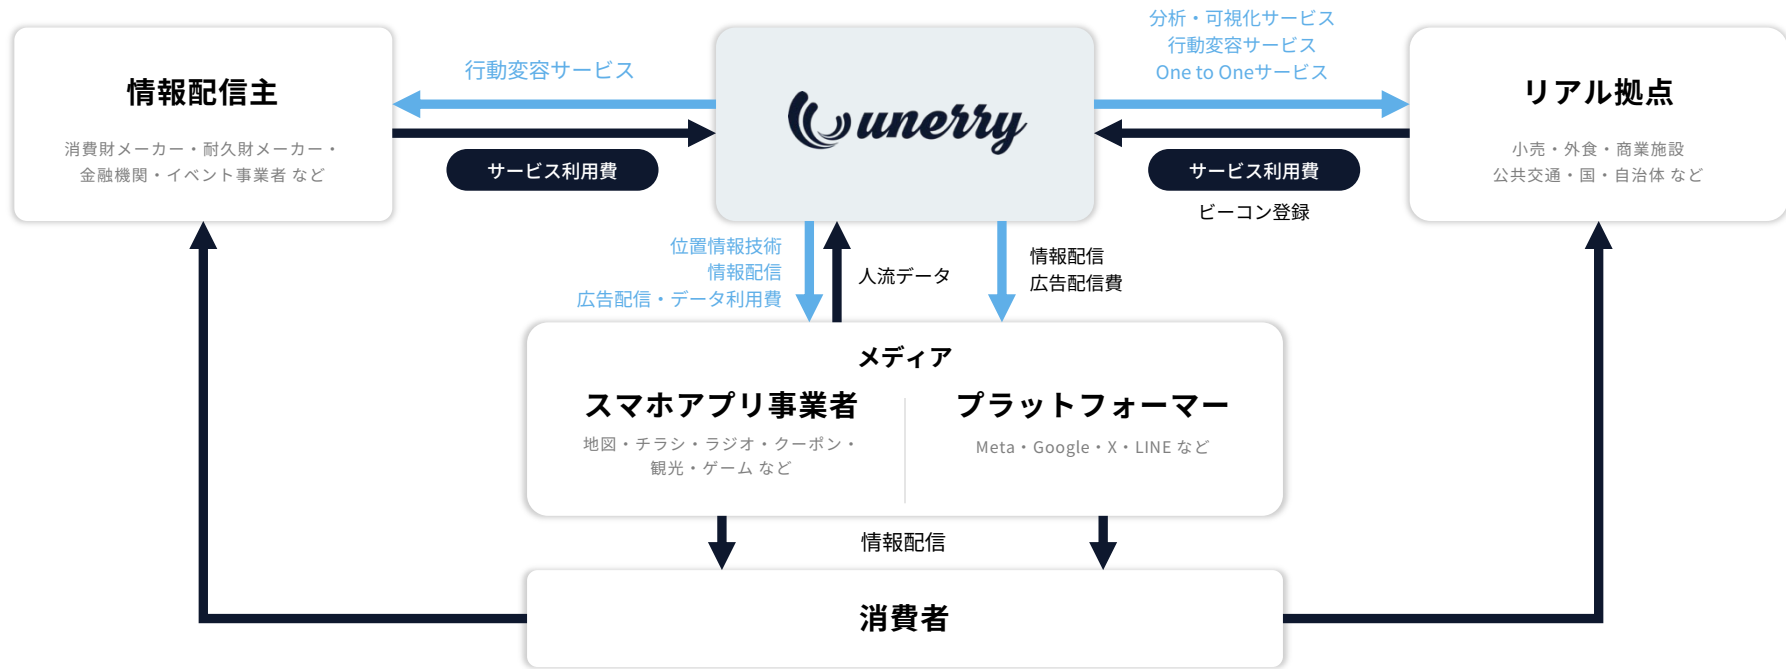 情報配信主
消費財メーカー・耐久財メーカー・
金融機関・イベント事業者 など
行動変容サービス
サービス利用費
unerry
分析・可視化サービス
行動変容サービス
One to Oneサービス
サービス利用費
ビーコン登録
リアル拠点
小売・外食・商業施設
公共交通・国・自治体 など
位置情報技術
情報配信
広告配信・データ利用費
人流データ
情報配信
広告配信費
メディア
スマホアプリ事業者
地図・チラシ・ラジオ・クーポン・
観光・ゲーム など
プラットフォーマー
Meta・Google・X・LINE など
情報配信
消費者